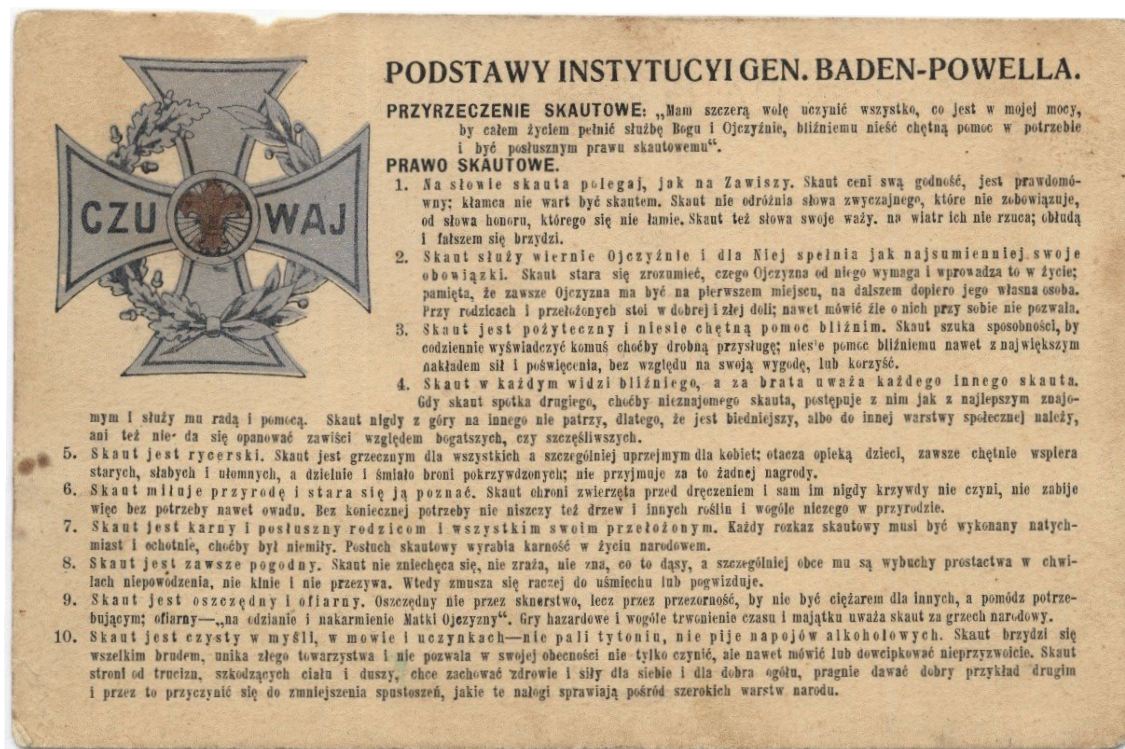 CZU WAJ
PODSTAWY INSTYTUCYI GEN. BADEN-POWELLA.
PRZYRZECZENIE SKAUTOWE: „Mam szczerą wolę uczynić wszystko, co jest w mojej mocy,
by całem życiem pełnić służbę Bogu i Ojczyźnie, bliźniemu nieść chętną pomoc w potrzebie
i być posłusznym prawu skautowemu“.
PRAWO SKAUTOWE.
1. Na słowie skauta polegaj, jak na Zawiszy. Skaut ceni swą godność, jest prawdomó-
wny; kłamca nie wart być skautem. Skaut nie odróżnia słowa zwyczajnego, które nie zobowiązuje,
od słowa honoru, którego się nie łamie. Skaut też słowa swoje waży. na wiatr ich nie rzuca; obłudą
i fałszem się brzydzi.
2. Skaut służy wiernie Ojczyźnie i dla Niej spełnia jak najsumienniej swoje
obowiązki. Skaut stara się zrozumieć, czego Ojczyzna od niego wymaga i wprowadza to w życie;
pamięta, że zawsze Ojczyzna ma być na pierwszem miejscu, na dalszem dopiero jego własna osoba.
Przy rodzicach i przełożonych stoi w dobrej i złej doli; nawet mówić źle o nich przy sobie nie pozwala.
3. Skaut jest pożyteczny i niesie chętną pomoc bliźnim. Skaut szuka sposobności, by
codziennie wyświadczyć komuś choćby drobną przysługę; niesie pomoc bliźniemu nawet z największym
nakładem sił i poświęcenia, bez względu na swoją wygodę, lub korzyść.
4. Skaut w każdym widzi bliźniego, a za brata uważa każdego innego skauta.
Gdy skaut spotka drugiego, choćby nieznajomego skauta, postępuje z nim jak z najlepszym znajo-
mym i służy mu radą i pomocą. Skaut nigdy z góry na innego nie patrzy, dlatego, że jest biedniejszy, albo do innej warstwy społecznej należy,
ani też nie da się opanować zawiści względem bogatszych, czy szczęśliwszych.
5. Skaut jest rycerski. Skaut jest grzecznym dla wszystkich a szczególniej uprzejmym dla kobiet; otacza opieką dzieci, zawsze chętnie wspiera
starych, słabych i ułomnych, a dzielnie i śmiało broni pokrzywdzonych; nie przyjmuje za to żadnej nagrody.
6. Skaut miłuje przyrodę i stara się ją poznać. Skaut chroni zwierzęta przed dręczeniem i sam im nigdy krzywdy nie czyni, nie zabije
więc bez potrzeby nawet owadu. Bez koniecznej potrzeby nie niszczy też drzew i innych roślin i wogóle niczego w przyrodzie.
7. Skaut jest karny i posłuszny rodzicom i wszystkim swoim przełożonym. Każdy rozkaz skautowy musi być wykonany natych-
miast i ochotnie, choćby był niemiły. Posłuch skautowy wyrabia karność w życiu narodowem.
8. Skaut jest zawsze pogodny. Skaut nie zniechęca się, nie zraża, nie zna, co to dąsy, a szczególniej obce mu są wybuchy prostactwa w chwi-
lach niepowodzenia, nie klnie i nie przezywa. Wtedy zmusza się raczej do uśmiechu lub pogwizduje.
9. Skaut jest oszczędny i ofiarny. Oszczędny nie przez sknerstwo, lecz przez przezorność, by nie być ciężarem dla innych, a pomódz potrze-
bującym; ofiarny—„na odzianie i nakarmienie Matki Ojczyzny“. Gry hazardowe i wogóle trwonienie czasu i majątku uważa skaut za grzech narodowy.
10. Skaut jest czysty w myśli, w mowie i uczynkach—nie pali tytoniu, nie pije napojów alkoholowych. Skaut brzydzi się
wszelkim brudem, unika złego towarzystwa i nie pozwala w swojej obecności nie tylko czynić, ale nawet mówić lub dowcipkować nieprzyzwoicie. Skaut
stroni od trucizn, szkodzących ciału i duszy, chce zachować zdrowie i siły dla siebie i dla dobra ogółu, pragnie dawać dobry przykład drugim
i przez to przyczynić się do zmniejszenia spustoszeń, jakie te nałogi sprawiają pośród szerokich warstw narodu.